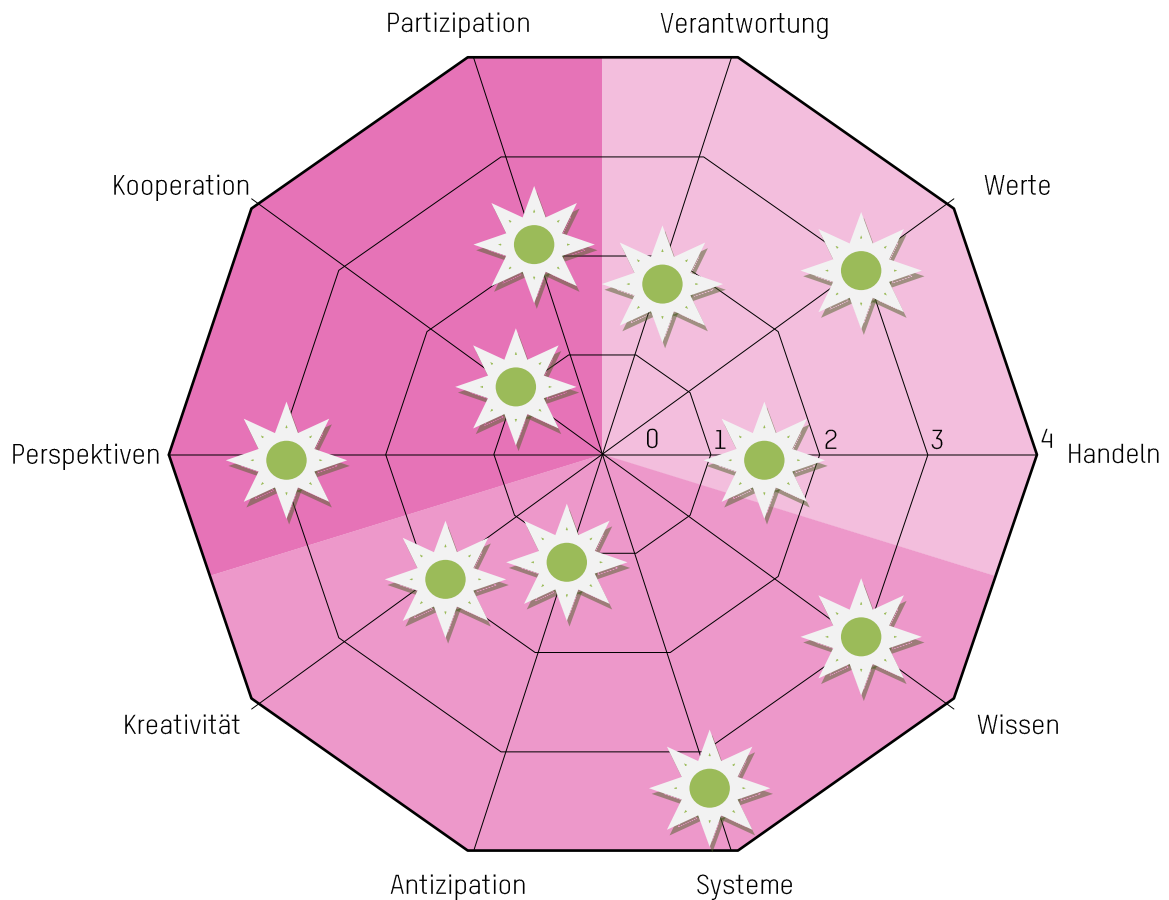 Partizipation
Verantwortung
Kooperation
Werte
0
1
2
3
4
Perspektiven
Handeln
Kreativität
Wissen
Antizipation
Systeme